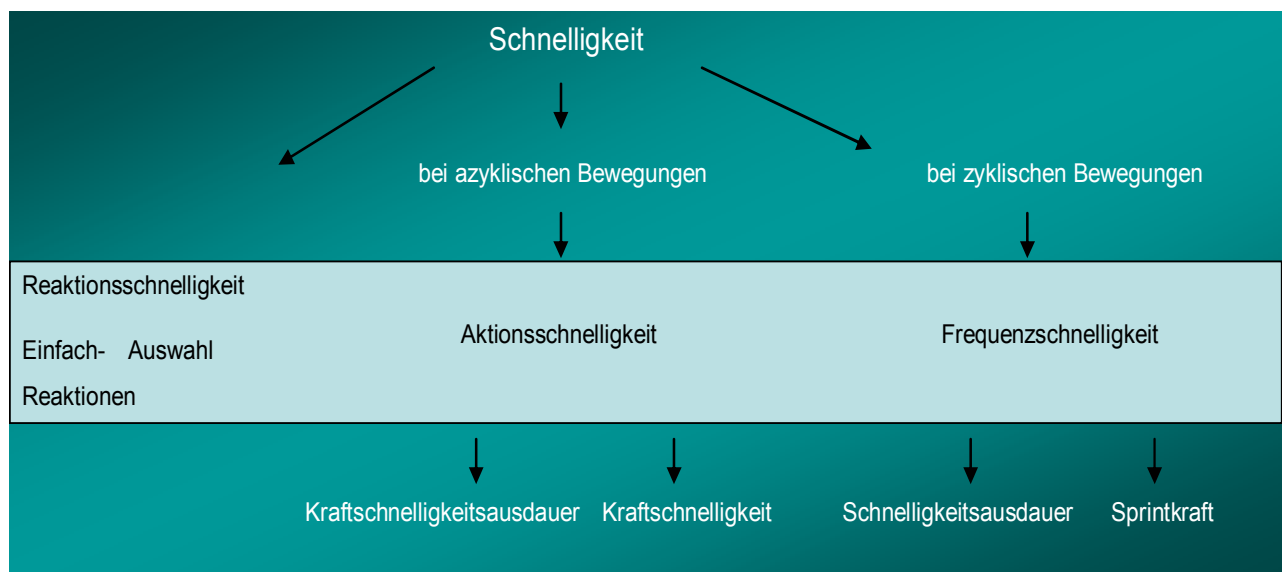 Schnelligkeit
bei azyklischen Bewegungen
bei zyklischen Bewegungen
Reaktionsschnelligkeit
Einfach- Auswahl
Reaktionen
Aktionsschnelligkeit
Frequenzschnelligkeit
Kraftschnelligkeitsausdauer
Kraftschnelligkeit
Schnelligkeitsausdauer
Sprintkraft